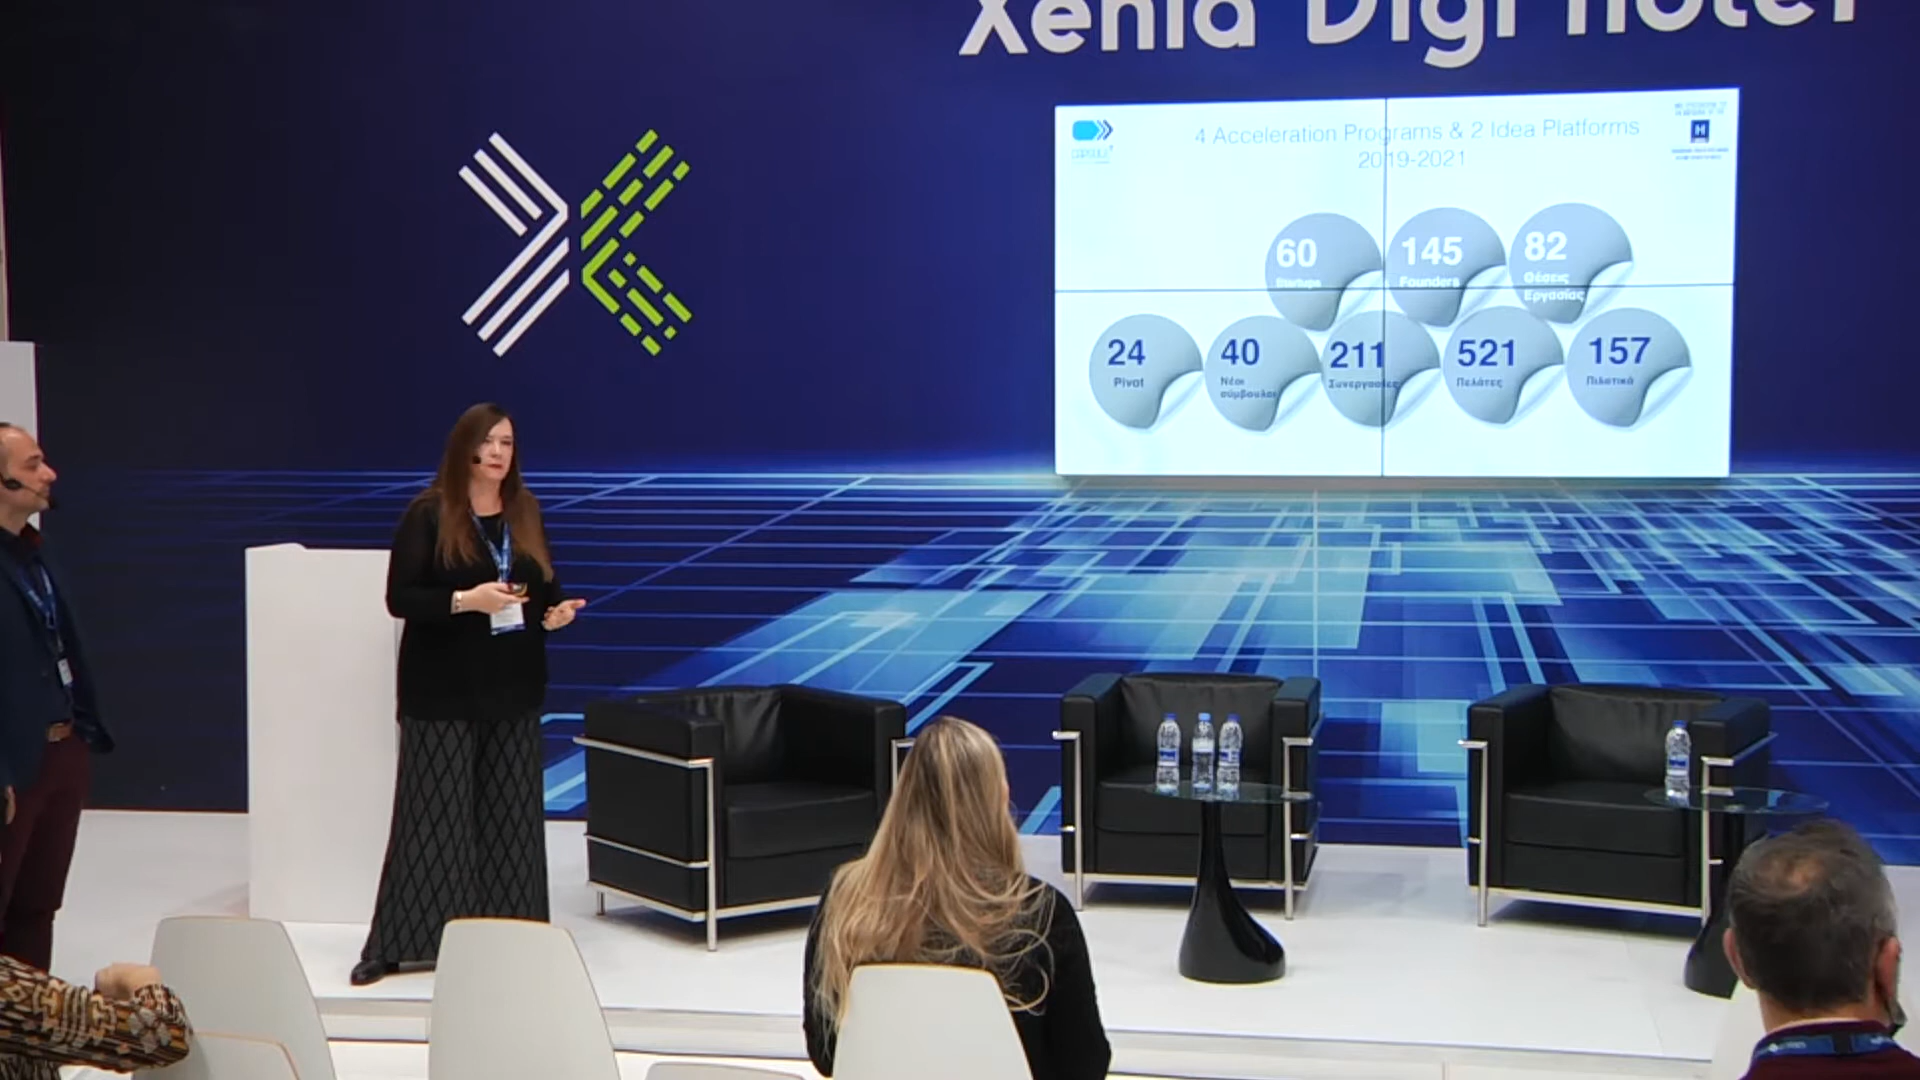 Xenia Digi Hotel
4 Acceleration Programs & 2 Idea Platforms
2019-2021
60
Startups
145
Founders
82
Θέσεις
Εργασίας
24
Pivot
40
Νέοι
σύμβουλοι
211
Συνεργασίες
521
Πελάτες
157
Πιλοτικά